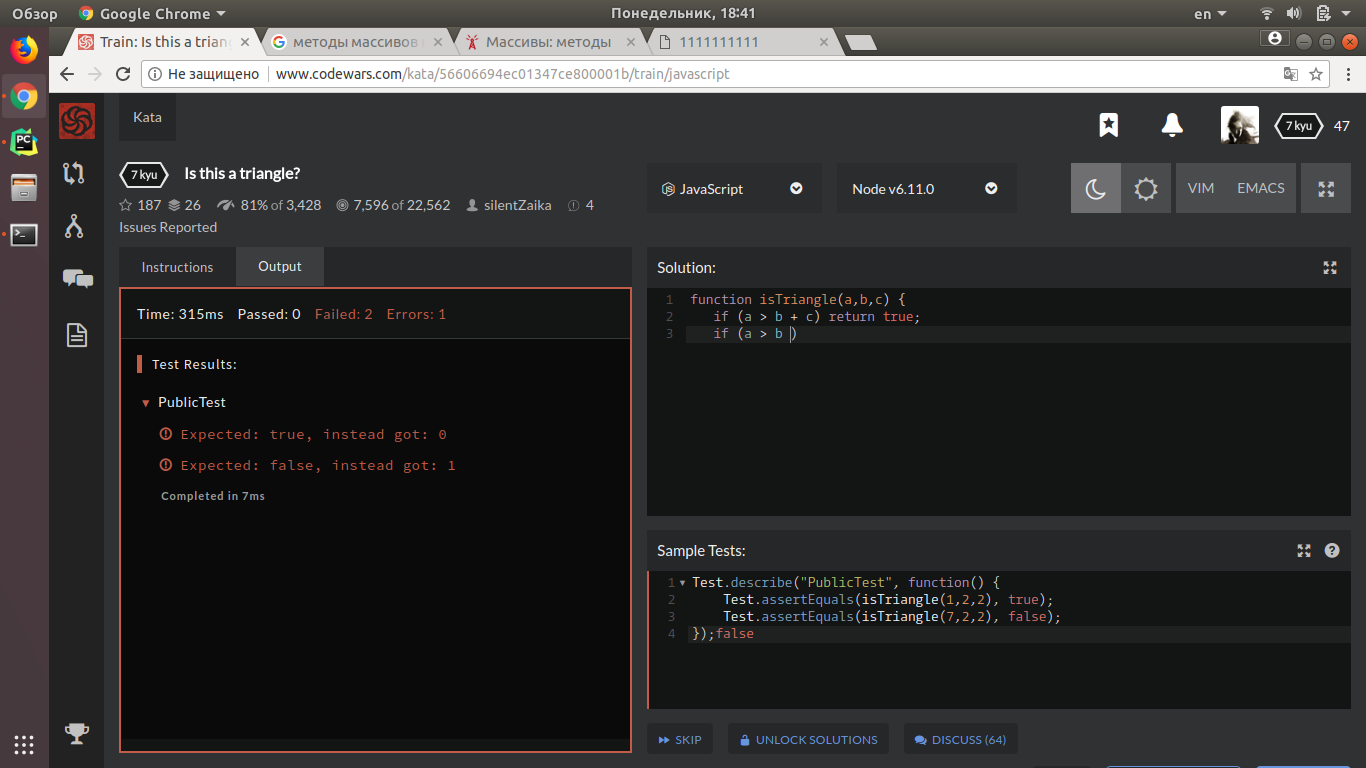 Обзор
Google Chrome
Понедельник, 18:41
en
Train: Is this a trian
методы массивов
Массивы: методы
1111111111
Не защищено
www.codewars.com/kata/56606694ec01347ce800001b/train/javascript
Kata
7 kyu
47
7 kyu
Is this a triangle?
187
26
81% of 3,428
7,596 of 22,562
silentZaika
4
Issues Reported
JavaScript
Node v6.11.0
VIM
EMACS
Instructions
Output
Time: 315ms Passed: 0 Failed: 2 Errors: 1
Test Results:
PublicTest
Expected: true, instead got: 0
Expected: false, instead got: 1
Completed in 7ms
Solution:
1 function isTriangle(a,b,c) {
2 if (a > b + c) return true;
3 if (a > b )
Sample Tests:
1 Test.describe("PublicTest", function() {
2 Test.assertEquals(isTriangle(1,2,2), true);
3 Test.assertEquals(isTriangle(7,2,2), false);
4 });false
SKIP
UNLOCK SOLUTIONS
DISCUSS (64)
PC